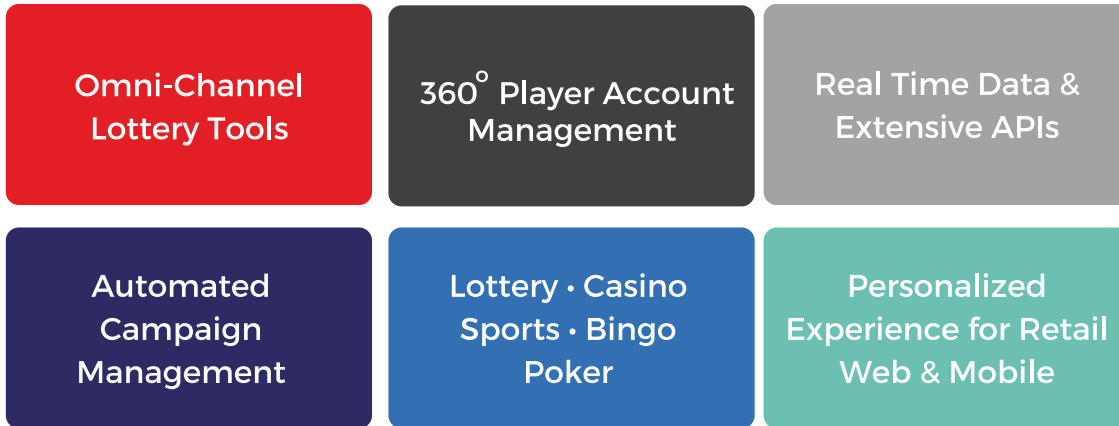 Omni-Channel
Lottery Tools
360° Player Account
Management
Real Time Data &
Extensive APIs
Automated
Campaign
Management
Lottery • Casino
Sports • Bingo
Poker
Personalized
Experience for Retail
Web & Mobile